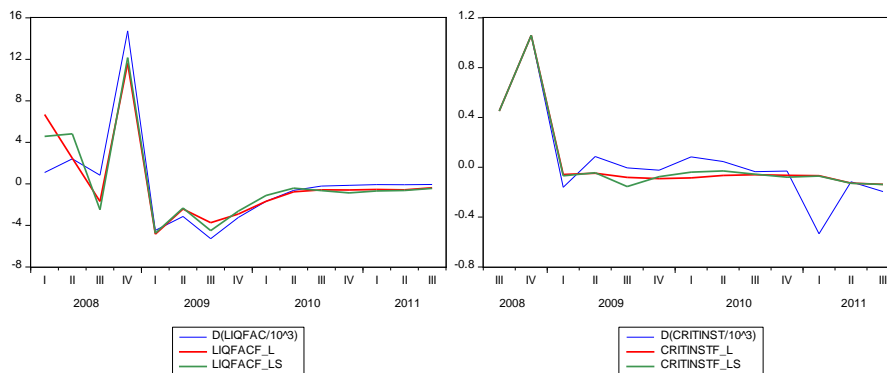 16
12
8
4
0
-4
-8
I II III IV I II III IV I II III IV I II III
2008 2009 2010 2011
D(LIQFAC/10^3)
LIQFACF_L
LIQFACF_LS
1.2
0.8
0.4
0.0
-0.4
-0.8
III IV I II III IV I II III IV I II III
2008 2009 2010 2011
D(CRITINST/10^3)
CRITINSTF_L
CRITINSTF_LS